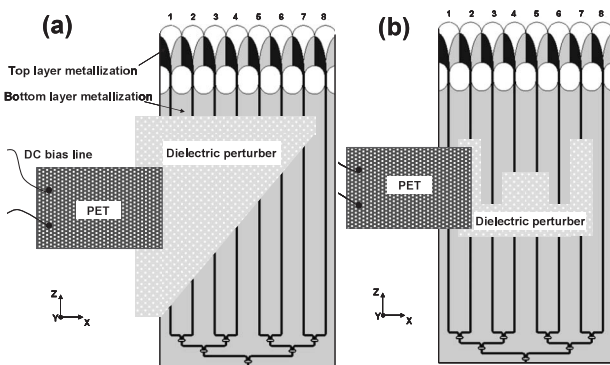 (a)
1 2 3 4 5 6 7 8
Top layer metallization
Bottom layer metallization
Dielectric perturber
DC bias line
PET
Z
Y
X
(b)
1 2 3 4 5 6 7 8
PET
Dielectric perturber
Z
Y
X